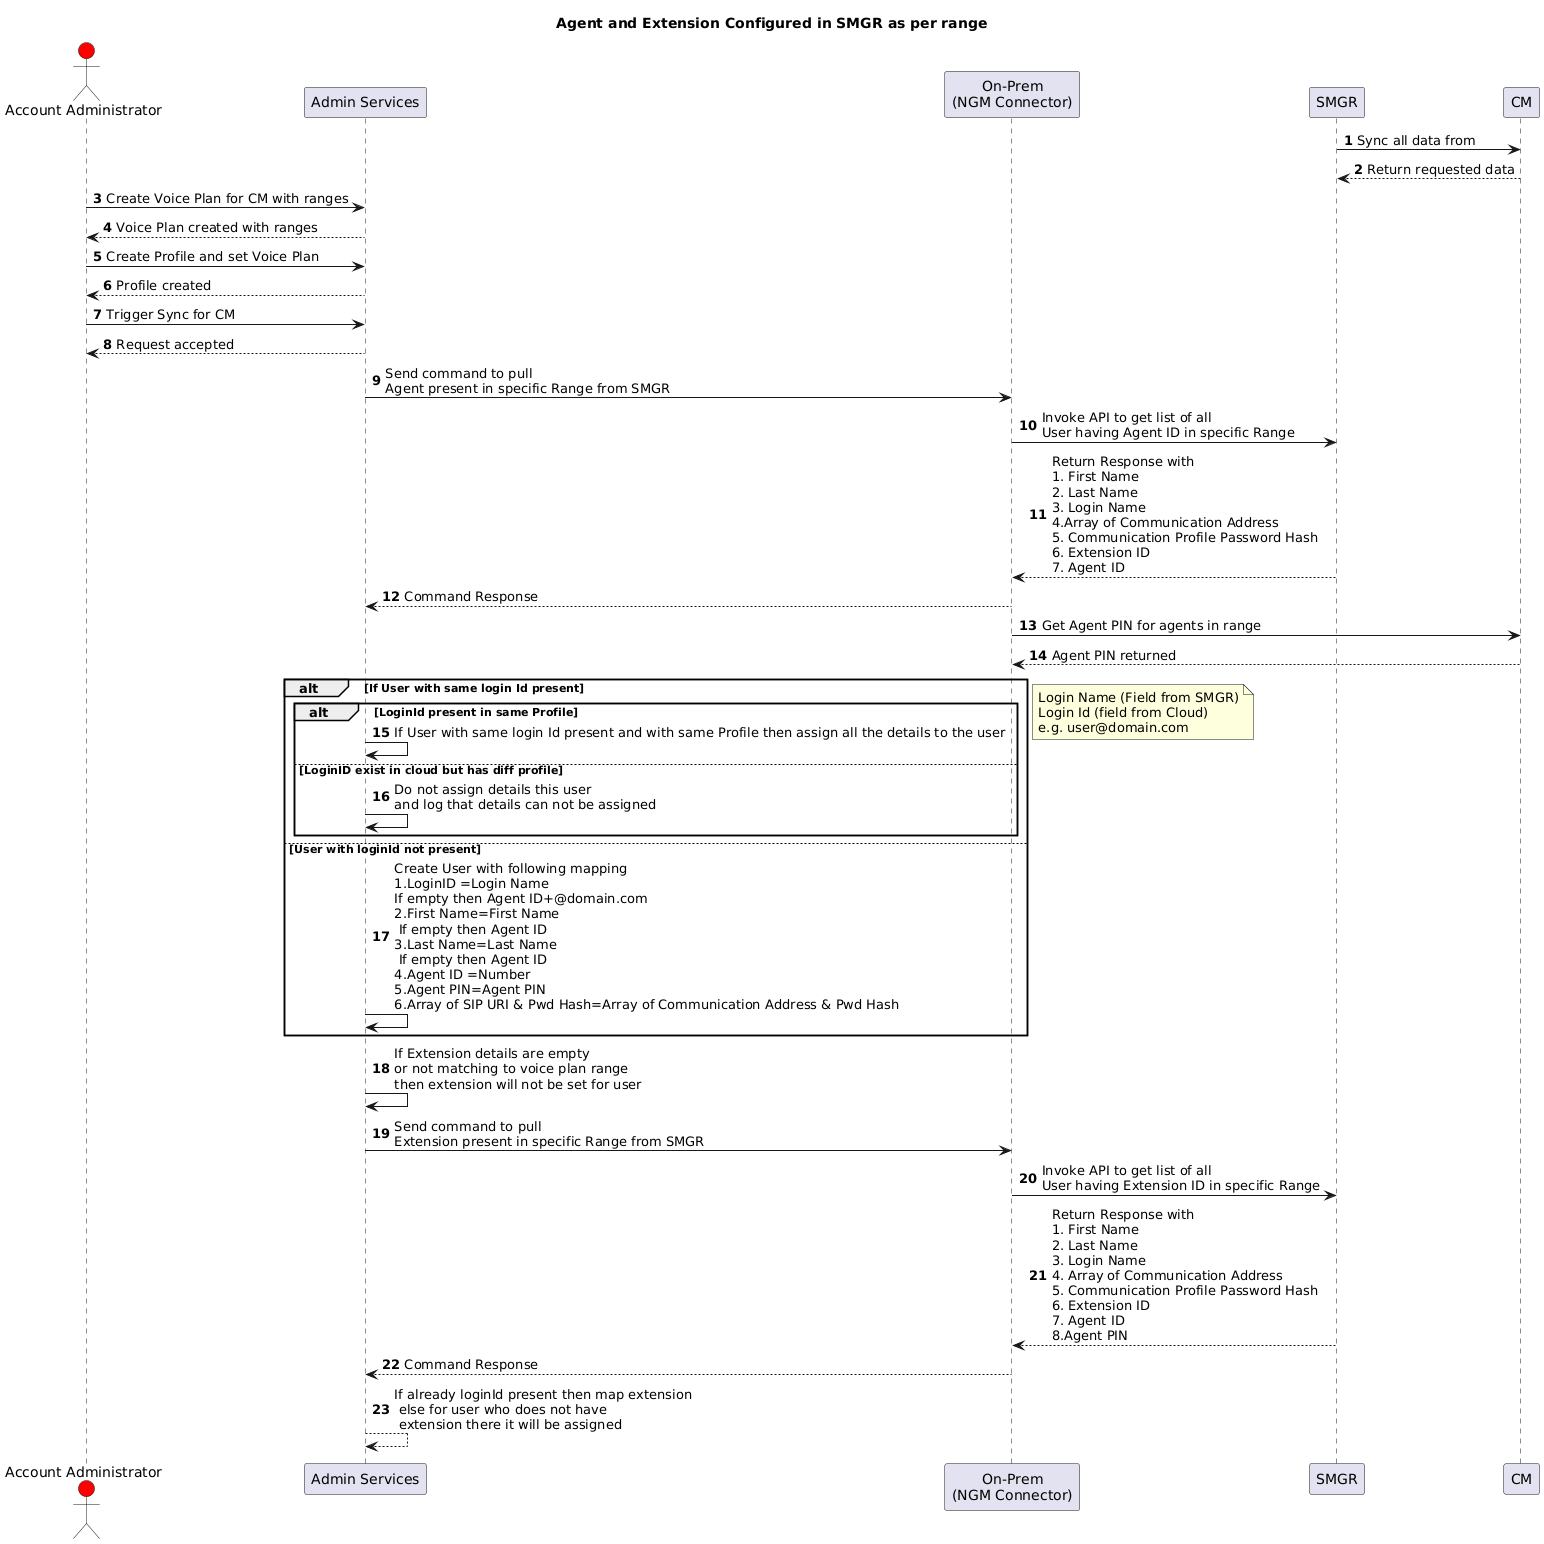 Agent and Extension Configured in SMGR as per range
Account Administrator
Admin Services
On-Prem
(NGM Connector)
SMGR
CM
1 Sync all data from
2 Return requested data
3 Create Voice Plan for CM with ranges
4 Voice Plan created with ranges
5 Create Profile and set Voice Plan
6 Profile created
7 Trigger Sync for CM
8 Request accepted
9 Send command to pull
Agent present in specific Range from SMGR
10 Invoke API to get list of all
User having Agent ID in specific Range
11 Return Response with
1. First Name
2. Last Name
3. Login Name
4.Array of Communication Address
5. Communication Profile Password Hash
6. Extension ID
7. Agent ID
12 Command Response
13 Get Agent PIN for agents in range
14 Agent PIN returned
alt [If User with same login Id present]
Login Name (Field from SMGR)
Login Id (field from Cloud)
e.g. user@domain.com
alt [LoginId present in same Profile]
15 If User with same login Id present and with same Profile then assign all the details to the user
[LoginID exist in cloud but has diff profile]
16 Do not assign details this user
and log that details can not be assigned
[User with loginId not present]
17 Create User with following mapping
1.LoginID =Login Name
If empty then Agent ID+@domain.com
2.First Name=First Name
If empty then Agent ID
3.Last Name=Last Name
If empty then Agent ID
4.Agent ID =Number
5.Agent PIN=Agent PIN
6.Array of SIP URI & Pwd Hash=Array of Communication Address & Pwd Hash
18 If Extension details are empty
or not matching to voice plan range
then extension will not be set for user
19 Send command to pull
Extension present in specific Range from SMGR
20 Invoke API to get list of all
User having Extension ID in specific Range
21 Return Response with
1. First Name
2. Last Name
3. Login Name
4. Array of Communication Address
5. Communication Profile Password Hash
6. Extension ID
7. Agent ID
8.Agent PIN
22 Command Response
23 If already loginId present then map extension
else for user who does not have
extension there it will be assigned
Account Administrator
Admin Services
On-Prem
(NGM Connector)
SMGR
CM